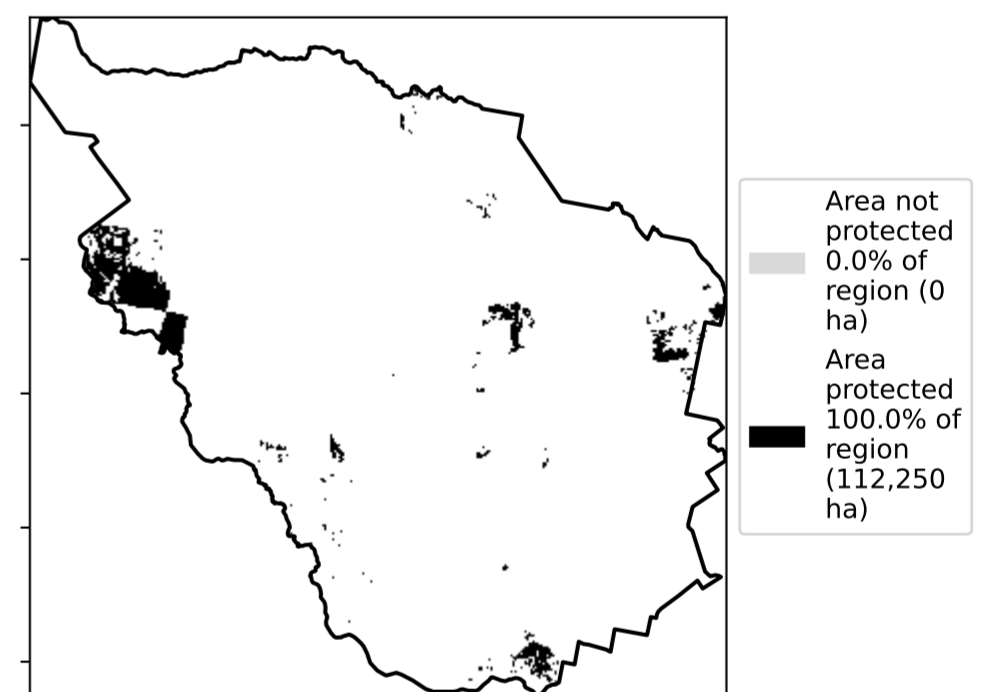 Area not
protected
0.0% of
region (0
ha)
Area
protected
100.0% of
region
(112,250
ha)